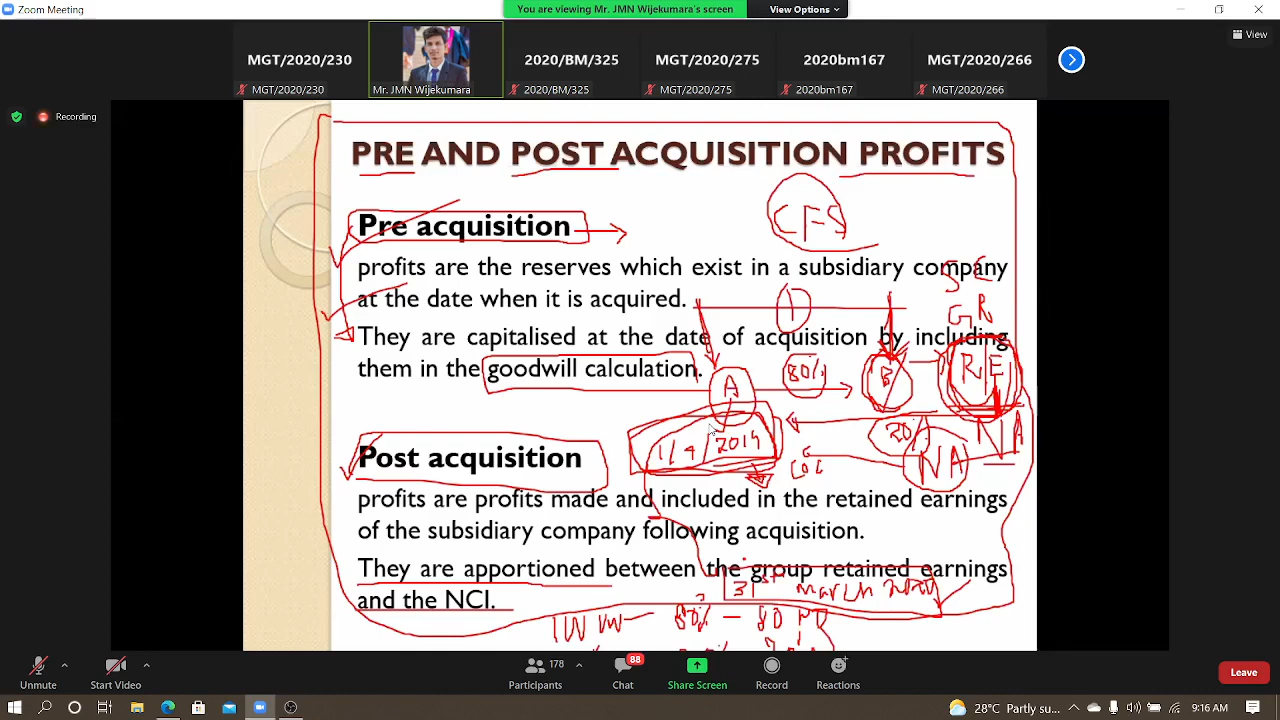 Zoom Meeting
You are viewing Mr. JMN Wijekumara's screen
View Options
View
MGT/2020/230
2020/BM/325
MGT/2020/275
2020bm167
MGT/2020/266
MGT/2020/230
Mr. JMN Wijekumara
2020/BM/325
MGT/2020/275
2020bm167
MGT/2020/266
Recording
PRE AND POST ACQUISITION PROFITS
CFS
Pre acquisition
profits are the reserves which exist in a subsidiary company
at the date when it is acquired.
They are capitalised at the date of acquisition by including
them in the goodwill calculation.
GR
RE
A
80%
B
1/4/2019
20%
NA
NA
Post acquisition
profits are profits made and included in the retained earnings
of the subsidiary company following acquisition.
They are apportioned between the group retained earnings
and the NCI.
31st march 2020
80% - 80
Unmute
Start Video
178
Participants
88
Chat
Share Screen
Record
Reactions
Leave
28°C Partly su...
9:16 AM